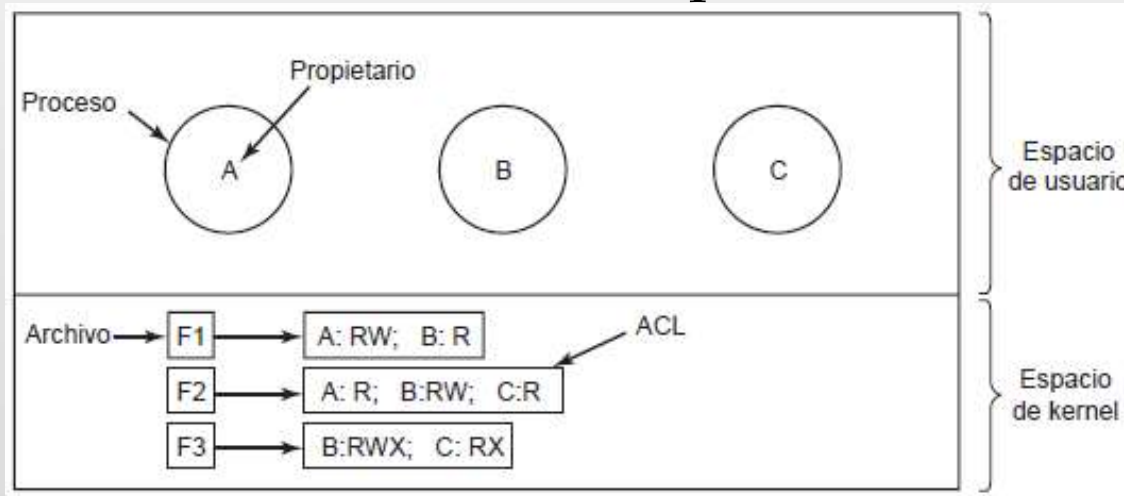 Propietario
Proceso
A
B
C
Espacio
de usuario
Archivo
F1
A: RW; B: R
ACL
F2
A: R; B:RW; C:R
F3
B:RWX; C: RX
Espacio
de kernel